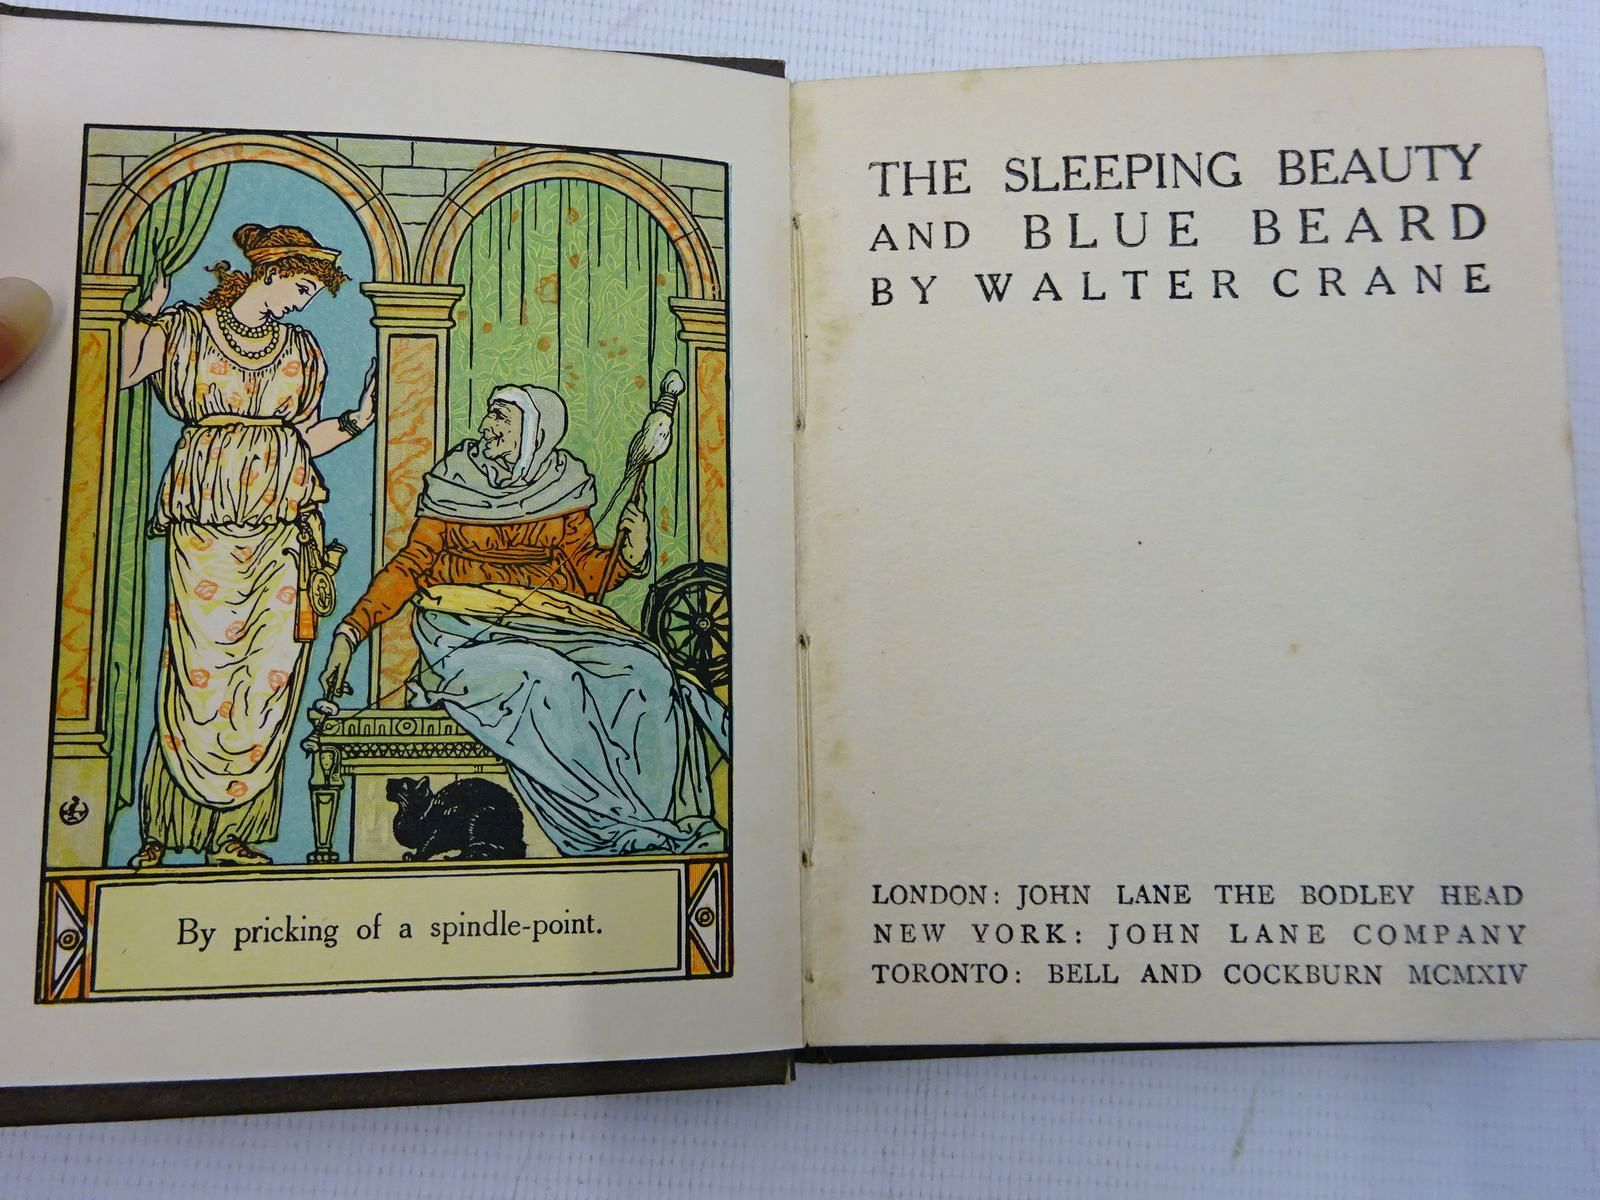 By pricking of a spindle-point.
THE SLEEPING BEAUTY
AND BLUE BEARD
BY WALTER CRANE
LONDON: JOHN LANE THE BODLEY HEAD
NEW YORK: JOHN LANE COMPANY
TORONTO: BELL AND COCKBURN MCMXIV